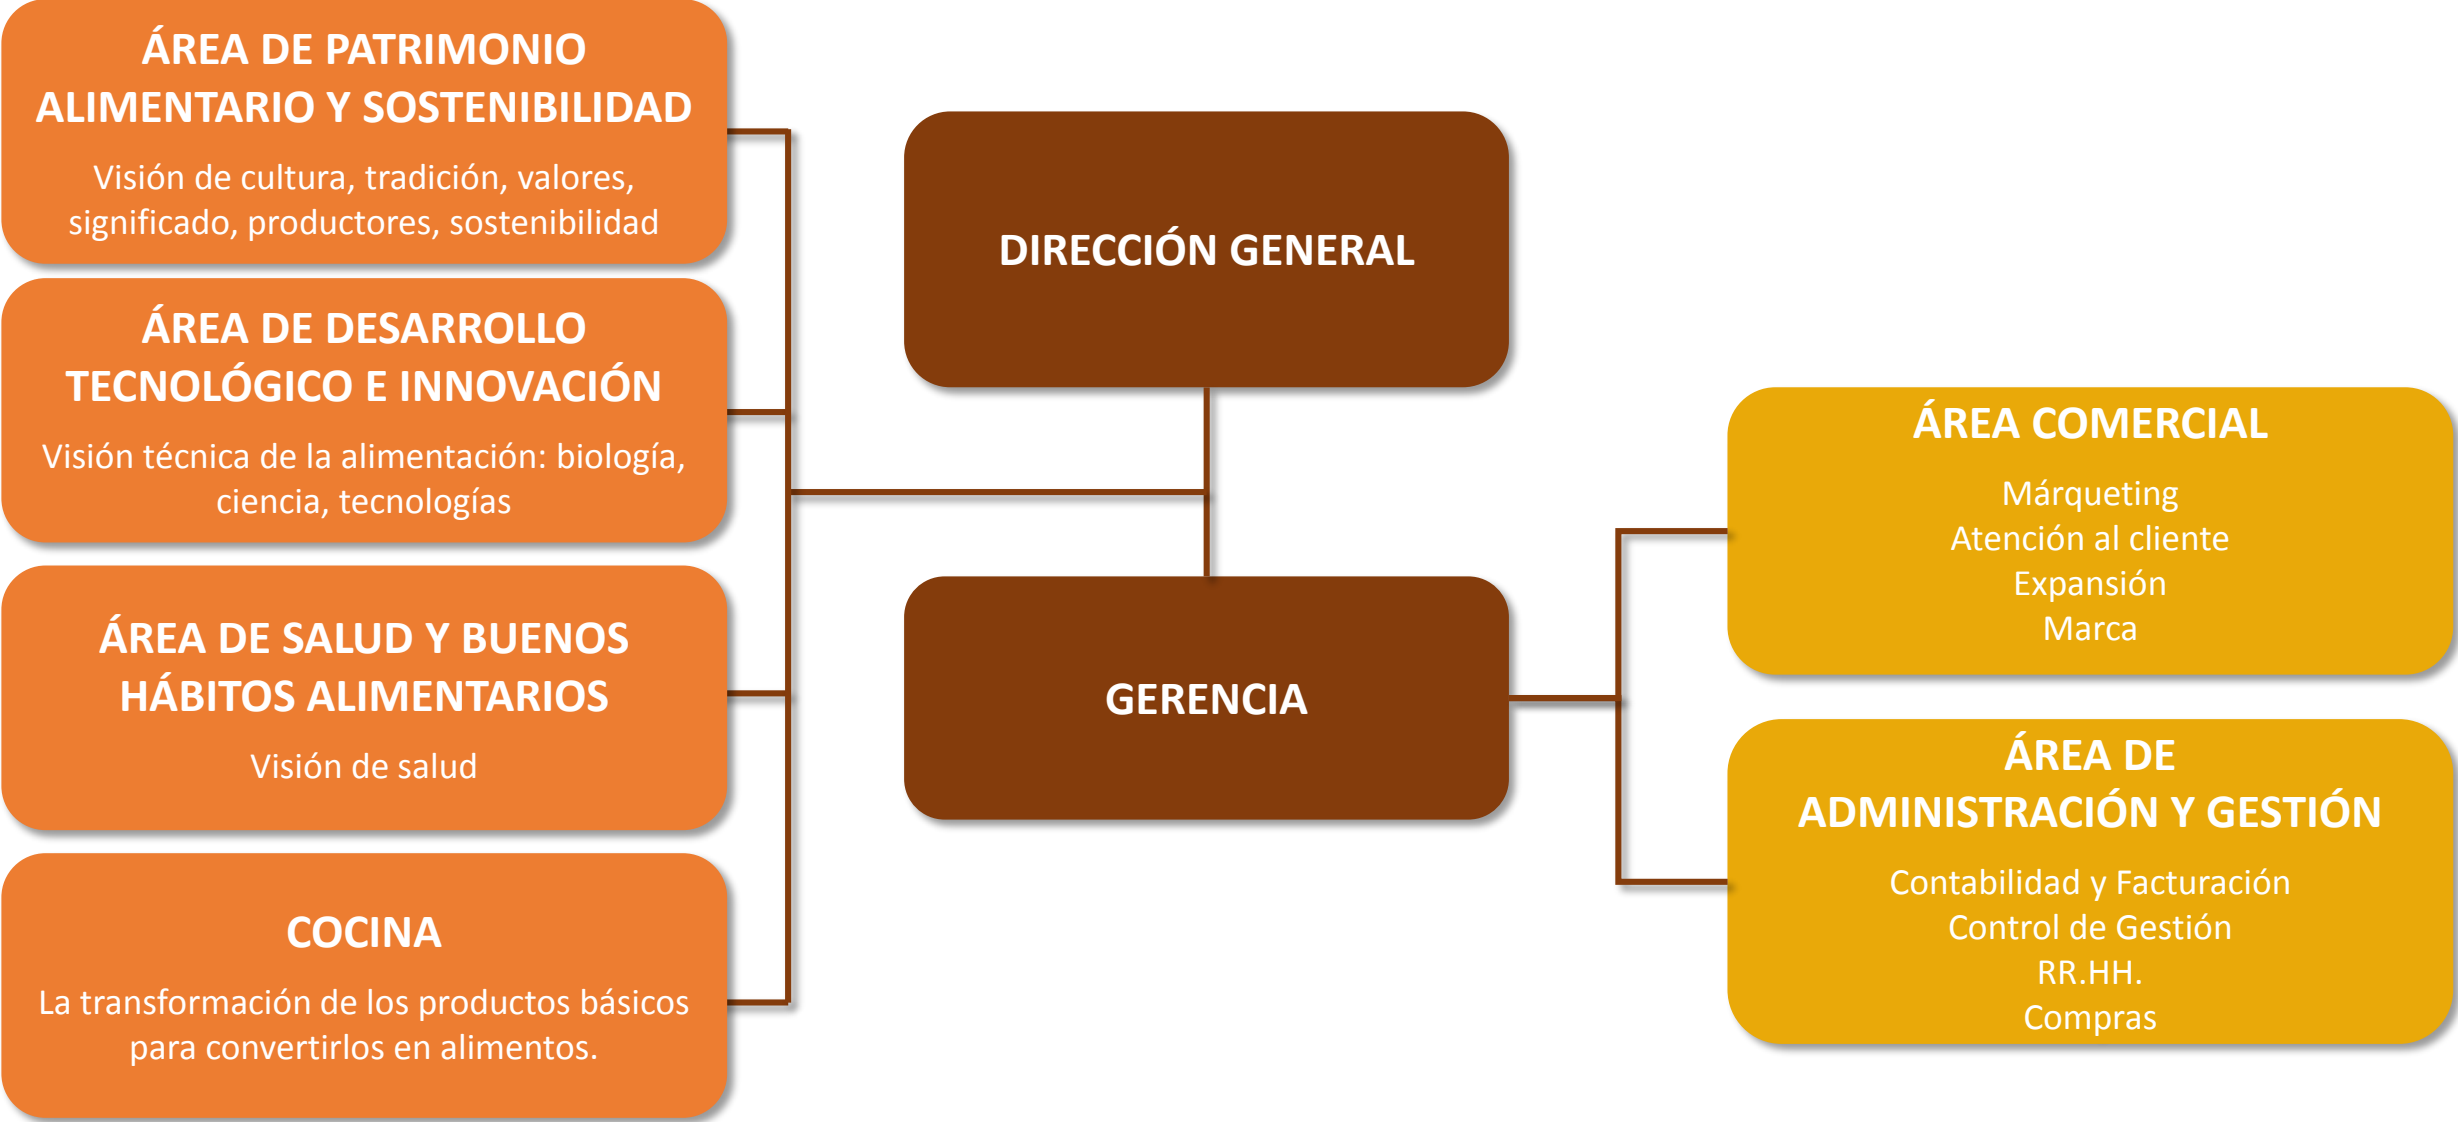 ÁREA DE PATRIMONIO
ALIMENTARIO Y SOSTENIBILIDAD
Visión de cultura, tradición, valores,
significado, productores, sostenibilidad
ÁREA DE DESARROLLO
TECNOLÓGICO E INNOVACIÓN
Visión técnica de la alimentación: biología,
ciencia, tecnologías
ÁREA DE SALUD Y BUENOS
HÁBITOS ALIMENTARIOS
Visión de salud
COCINA
La transformación de los productos básicos
para convertirlos en alimentos.
DIRECCIÓN GENERAL
GERENCIA
ÁREA COMERCIAL
Márqueting
Atención al cliente
Expansión
Marca
ÁREA DE
ADMINISTRACIÓN Y GESTIÓN
Contabilidad y Facturación
Control de Gestión
RR.HH.
Compras